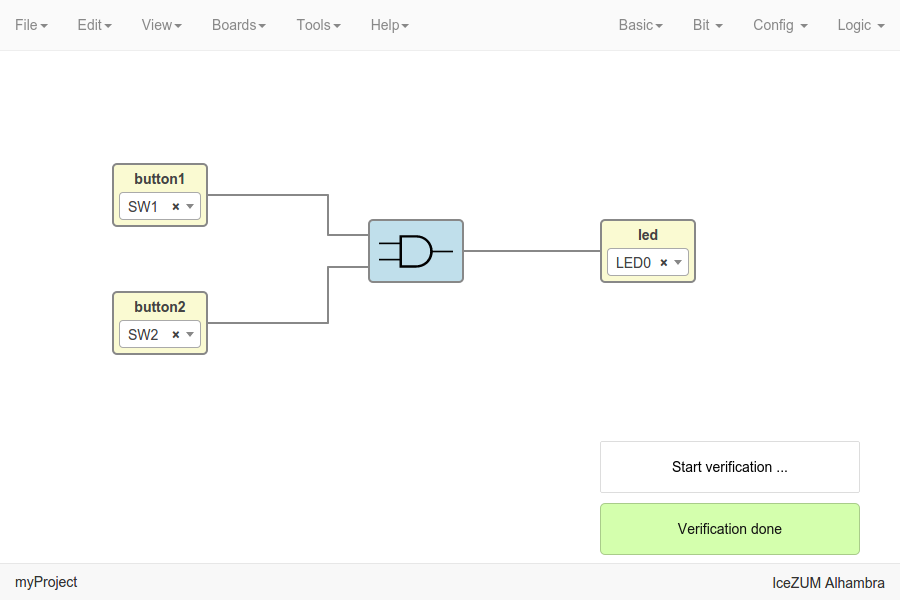 File Edit View Boards Tools Help Basic Bit Config Logic
button1
SW1 ×
led
LED0 ×
button2
SW2 ×
Start verification ...
Verification done
myProject IceZUM Alhambra